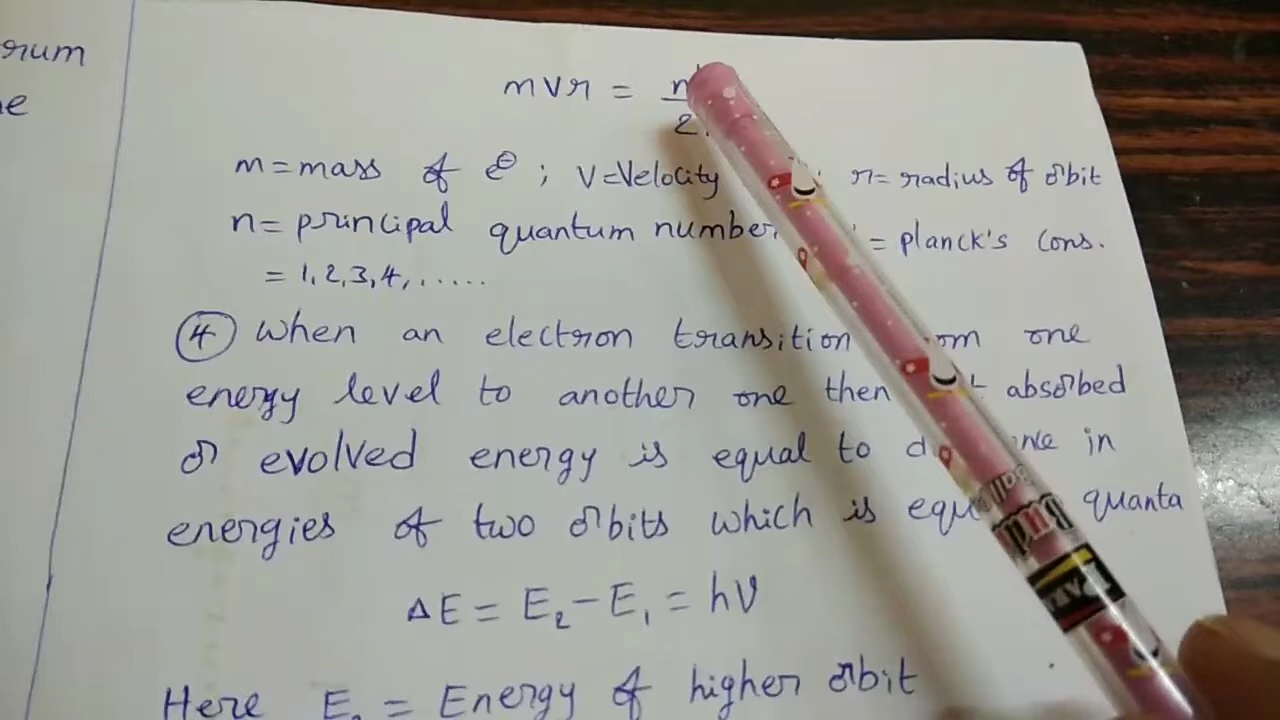 rum
mvr = n
2
m = mass of e⊖ ; v = Velocity r = radius of orbit
n = principal quantum number = planck's cons.
= 1, 2, 3, 4, ......
④ When an electron transition one
energy level to another one then absorbed
or evolved energy is equal to in
energies of two orbits which is quanta
ΔE = E₂ − E₁ = hν
Here = Energy of higher orbit